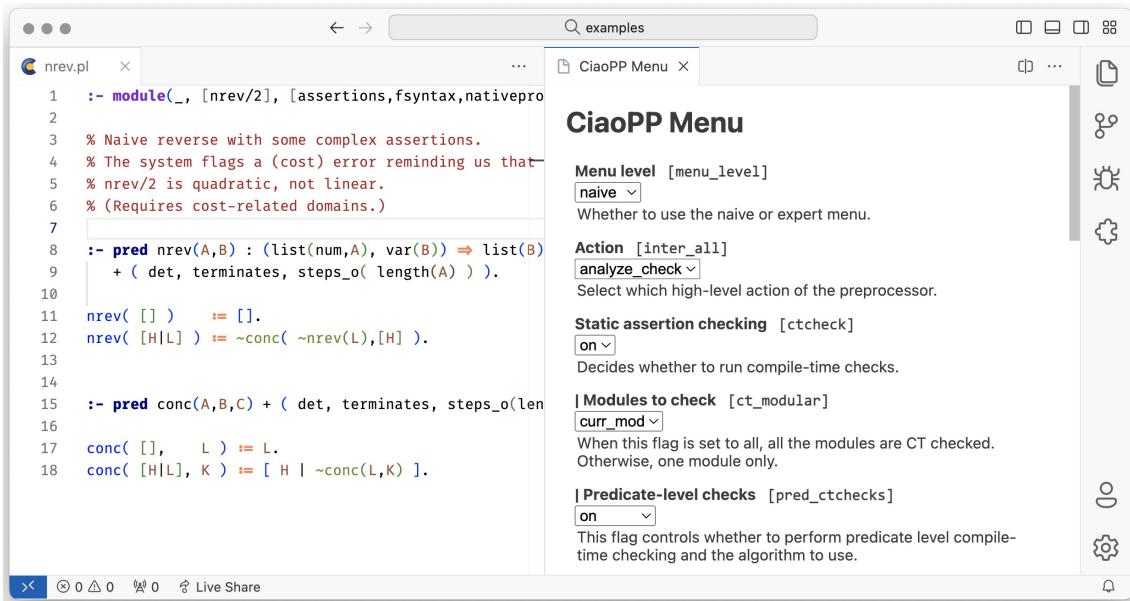 examples
nrev.pl
CiaoPP Menu
1 :- module(_, [nrev/2], [assertions,fsyntax,nativepro
2
3 % Naive reverse with some complex assertions.
4 % The system flags a (cost) error reminding us that
5 % nrev/2 is quadratic, not linear.
6 % (Requires cost-related domains.)
7
8 :- pred nrev(A,B) : (list(num,A), var(B)) ⇒ list(B)
9 + ( det, terminates, steps_o( length(A) ) ).
10
11 nrev( [] ) := [].
12 nrev( [H|L] ) := ~conc( ~nrev(L),[H] ).
13
14
15 :- pred conc(A,B,C) + ( det, terminates, steps_o(len
16
17 conc( [], L ) := L.
18 conc( [H|L], K ) := [ H | ~conc(L,K) ].
CiaoPP Menu
Menu level [menu_level]
naive
Whether to use the naive or expert menu.
Action [inter_all]
analyze_check
Select which high-level action of the preprocessor.
Static assertion checking [ctcheck]
on
Decides whether to run compile-time checks.
| Modules to check [ct_modular]
curr_mod
When this flag is set to all, all the modules are CT checked.
Otherwise, one module only.
| Predicate-level checks [pred_ctchecks]
on
This flag controls whether to perform predicate level compile-
time checking and the algorithm to use.
0 0 0 Live Share